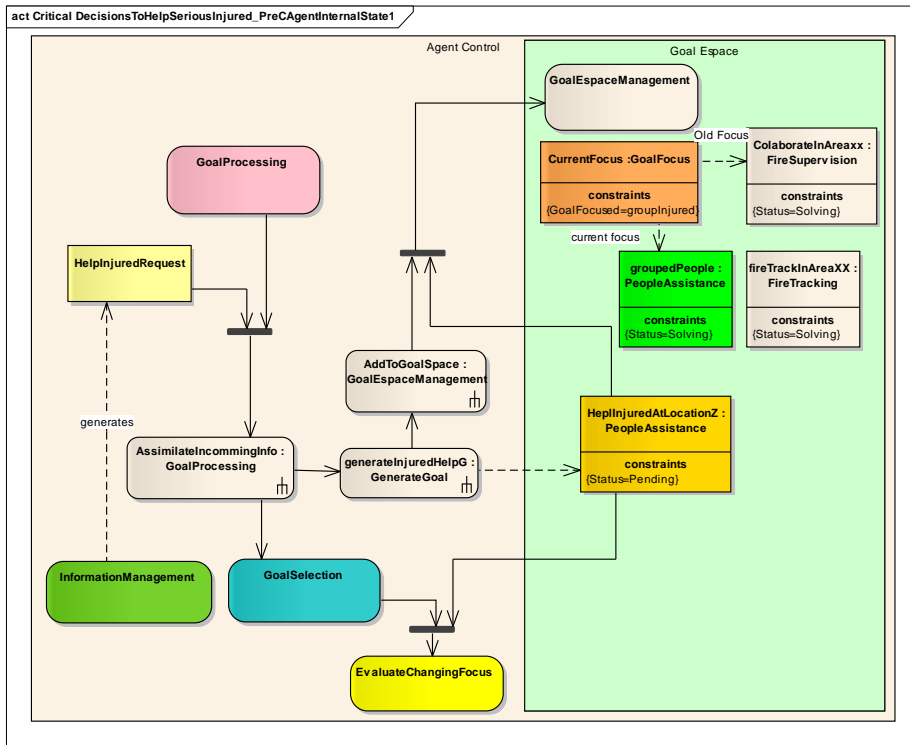 act Critical DecisionsToHelpSeriousInjured_PreCAgentInternalState1
Agent Control
Goal Espace
GoalEspaceManagement
Old Focus
CurrentFocus :GoalFocus
constraints
{GoalFocused=groupInjured}
ColaborateInAreaxx :
FireSupervision
constraints
{Status=Solving}
current focus
groupedPeople :
PeopleAssistance
constraints
{Status=Solving}
fireTrackInAreaXX :
FireTracking
constraints
{Status=Solving}
GoalProcessing
HelpInjuredRequest
generates
AddToGoalSpace :
GoalEspaceManagement
HeplInjuredAtLocationZ :
PeopleAssistance
constraints
{Status=Pending}
AssimilateIncommingInfo :
GoalProcessing
generateInjuredHelpG :
GenerateGoal
InformationManagement
GoalSelection
EvaluateChangingFocus